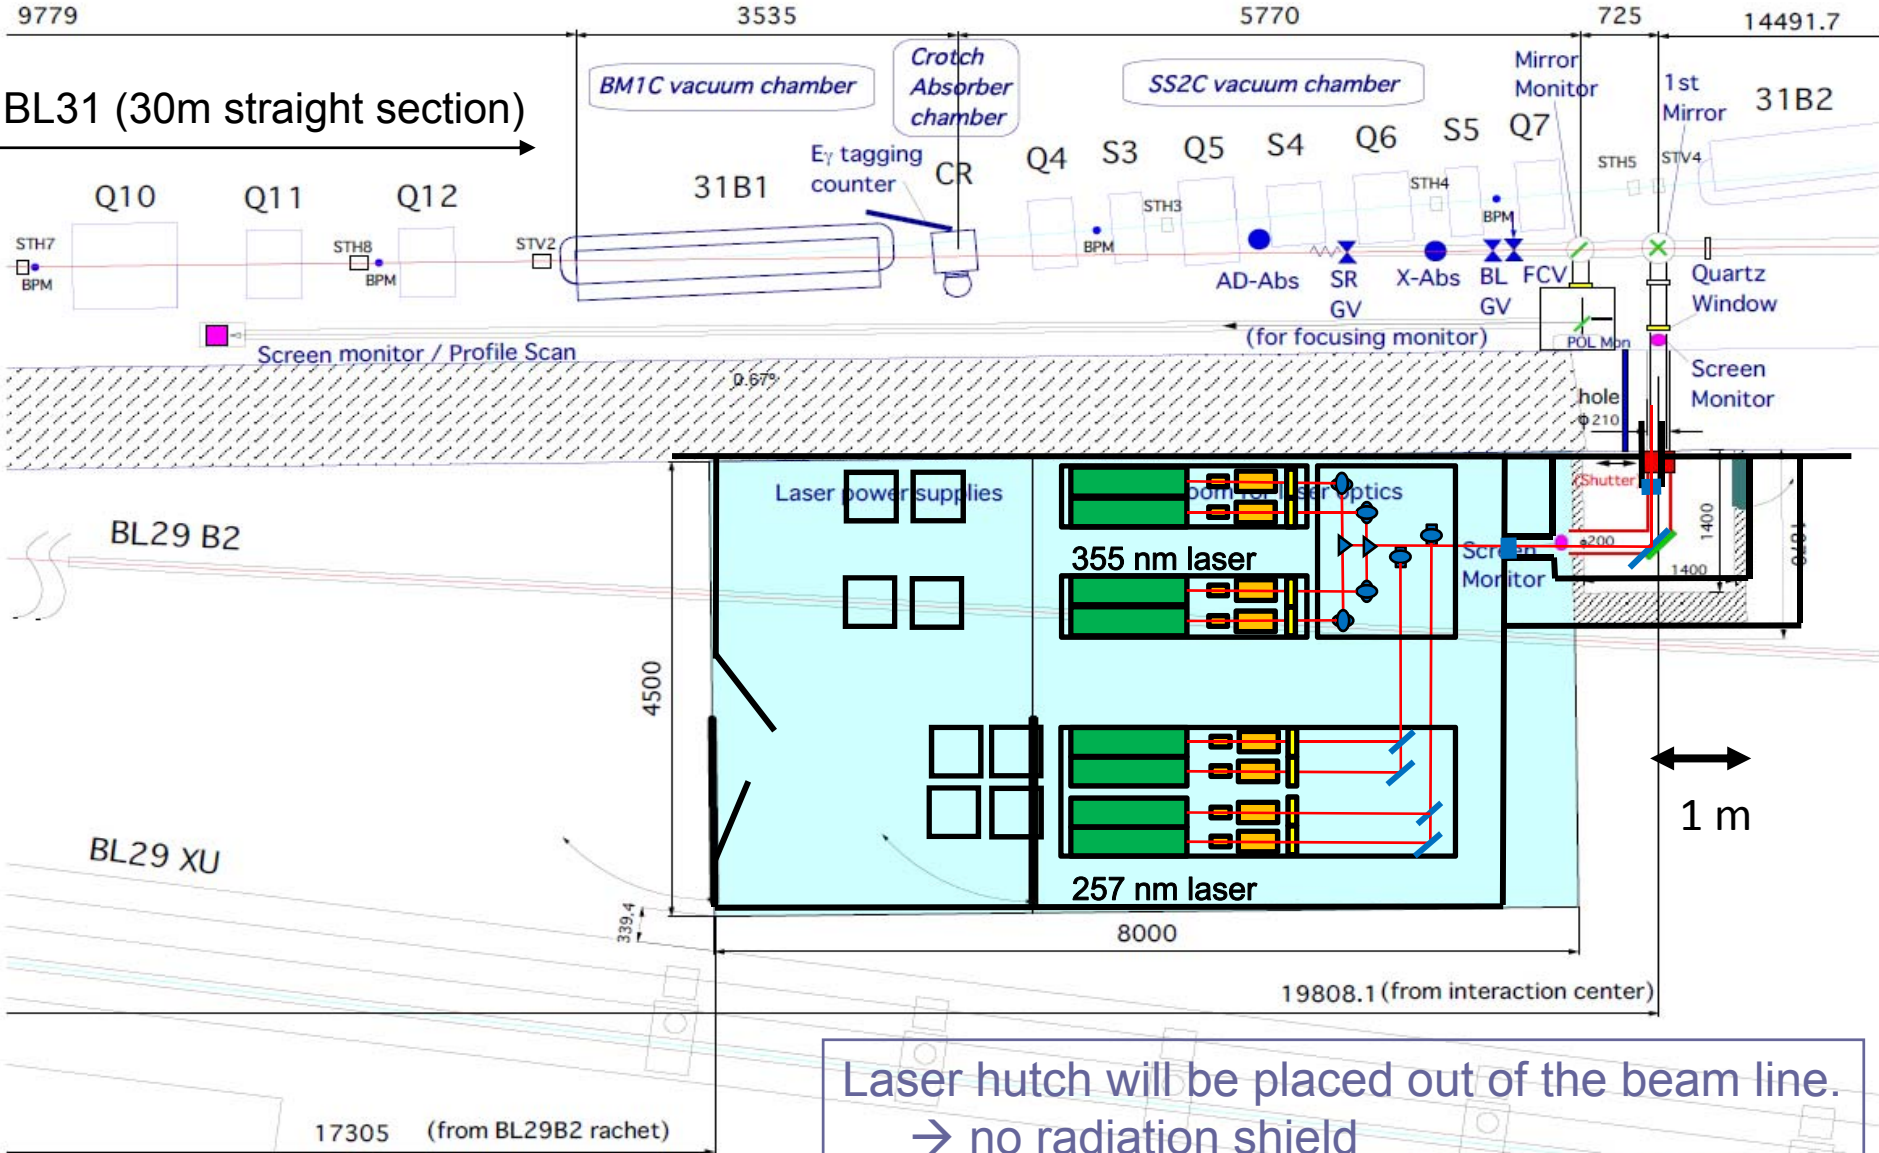 9779
3535
5770
725
14491.7
BL31 (30m straight section)
BM1C vacuum chamber
Crotch
Absorber
chamber
SS2C vacuum chamber
Mirror
Monitor
1st
Mirror
31B2
Eγ tagging
counter
CR
Q4
S3
Q5
S4
Q6
S5
Q7
STH5
STV4
Q10
Q11
Q12
31B1
STH3
STH4
STH7
BPM
STH8
BPM
STV2
BPM
BPM
AD-Abs
SR
GV
X-Abs
BL
GV
FCV
Quartz
Window
(for focusing monitor)
POL Mon
Screen monitor / Profile Scan
Screen
Monitor
0.67°
hole
Φ210
Laser power supplies
room for laser optics
Shutter
BL29 B2
355 nm laser
Screen
Monitor
φ200
1400
1400
4500
1 m
BL29 XU
257 nm laser
339.4
8000
19808.1 (from interaction center)
Laser hutch will be placed out of the beam line.
→ no radiation shield
17305 (from BL29B2 rachet)